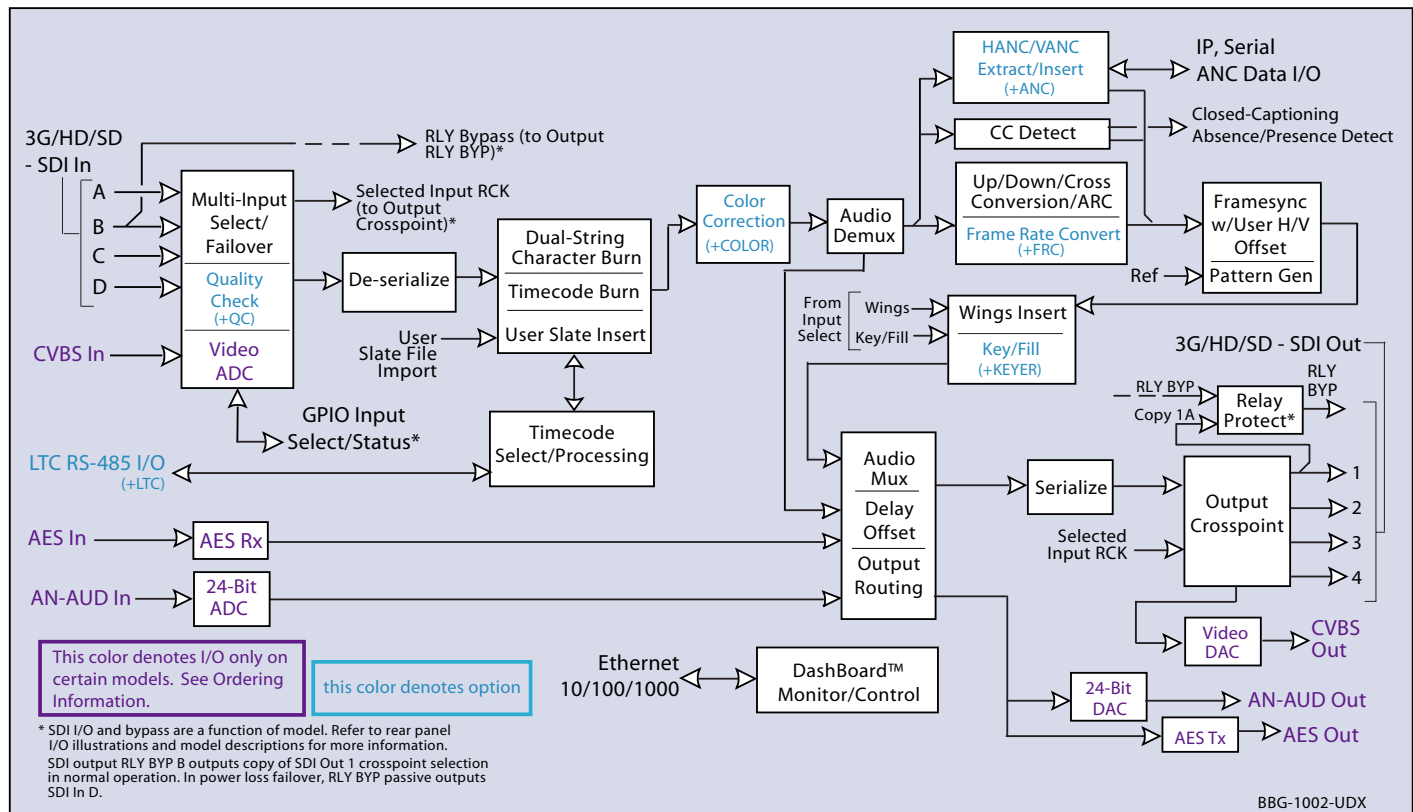 HANC/VANC
Extract/Insert
(+ANC)
IP, Serial
ANC Data I/O
3G/HD/SD
- SDI In
RLY Bypass (to Output
RLY BYP)*
CC Detect
Closed-Captioning
Absence/Presence Detect
A
B
C
D
Multi-Input
Select/
Failover
Quality
Check
(+QC)
Video
ADC
Selected Input RCK
(to Output
Crosspoint)*
De-serialize
Dual-String
Character Burn
Timecode Burn
User Slate Insert
Color
Correction
(+COLOR)
Audio
Demux
Up/Down/Cross
Conversion/ARC
Frame Rate Convert
(+FRC)
Framesync
w/User H/V
Offset
Pattern Gen
Ref
From
Input
Select
Wings
Key/Fill
Wings Insert
Key/Fill
(+KEYER)
CVBS In
User
Slate File
Import
3G/HD/SD - SDI Out
RLY BYP
Copy 1A
Relay
Protect*
RLY
BYP
GPIO Input
Select/Status*
Timecode
Select/Processing
LTC RS-485 I/O
(+LTC)
Audio
Mux
Delay
Offset
Output
Routing
Serialize
Selected
Input RCK
Output
Crosspoint
1
2
3
4
AES In
AES Rx
AN-AUD In
24-Bit
ADC
Video
DAC
CVBS
Out
This color denotes I/O only on
certain models.  See Ordering
Information.
this color denotes option
Ethernet
10/100/1000
DashBoard™
Monitor/Control
24-Bit
DAC
AN-AUD Out
AES Tx
AES Out
* SDI I/O and bypass are a function of model. Refer to rear panel
I/O illustrations and model descriptions for more information.
SDI output RLY BYP B outputs copy of SDI Out 1 crosspoint selection
in normal operation. In power loss failover, RLY BYP passive outputs
SDI In D.
BBG-1002-UDX